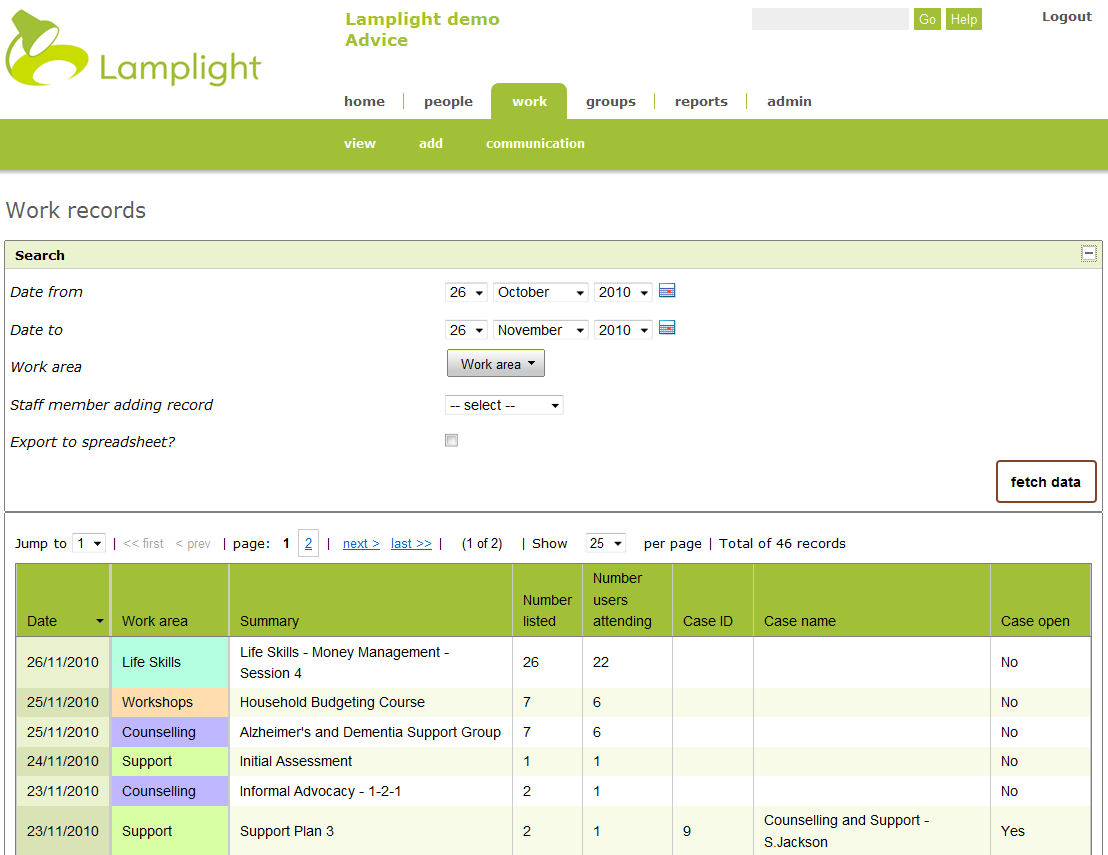 Lamplight
Lamplight demo
Advice
Go Help
Logout
home people work groups reports admin
view add communication
Work records
Search
Date from 26 October 2010
Date to 26 November 2010
Work area Work area
Staff member adding record -- select --
Export to spreadsheet?
fetch data
Jump to 1 | << first < prev | page: 1 2 | next > last >> | (1 of 2) | Show 25 per page | Total of 46 records
Date Work area Summary Number listed Number users attending Case ID Case name Case open
26/11/2010 Life Skills Life Skills - Money Management - Session 4 26 22 No
25/11/2010 Workshops Household Budgeting Course 7 6 No
25/11/2010 Counselling Alzheimer's and Dementia Support Group 7 6 No
24/11/2010 Support Initial Assessment 1 1 No
23/11/2010 Counselling Informal Advocacy - 1-2-1 2 1 No
23/11/2010 Support Support Plan 3 2 1 9 Counselling and Support - S.Jackson Yes